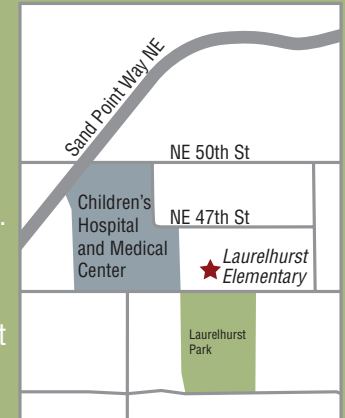 Sand Point Way NE
NE 50th St
Children's
Hospital
and Medical
Center
NE 47th St
Laurelhurst
Elementary
Laurelhurst
Park
.
t